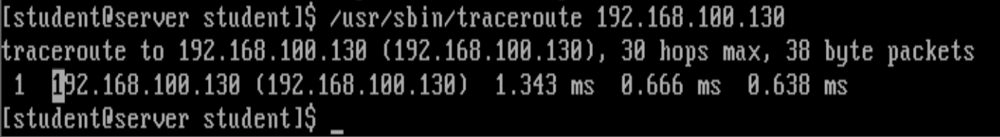 [student@server student]$ /usr/sbin/traceroute 192.168.100.130
traceroute to 192.168.100.130 (192.168.100.130), 30 hops max, 38 byte packets
 1  192.168.100.130 (192.168.100.130)  1.343 ms  0.666 ms  0.638 ms
[student@server student]$ _